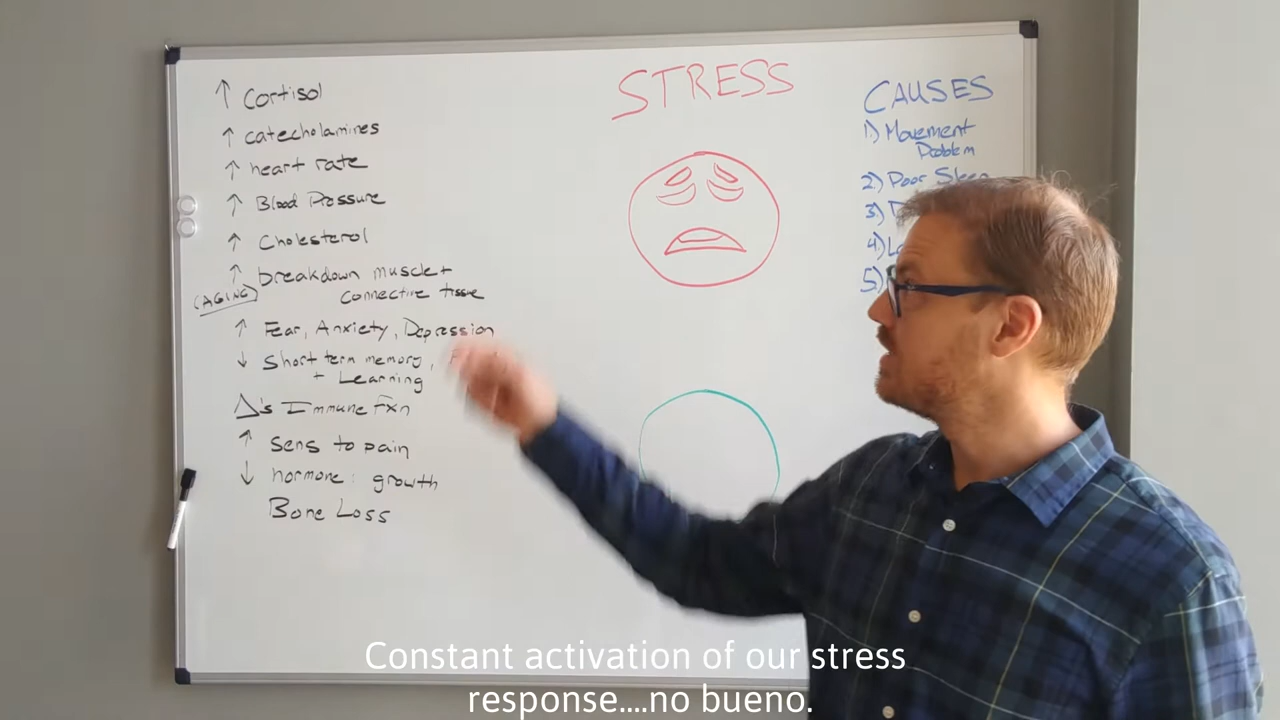 ↑ Cortisol
↑ catecholamines
↑ heart rate
↑ Blood Pressure
↑ Cholesterol
↑ breakdown muscle +
(AGING) connective tissue
↑ Fear, Anxiety, Depression
↓ Short term memory,
+ Learning
Δ's Immune Fxn
↑ Sens to pain
↓ hormone: growth
Bone Loss
STRESS
CAUSES
1) Movement
Problem
2) Poor Sleep
3)
4)
5)
Constant activation of our stress
response....no bueno.